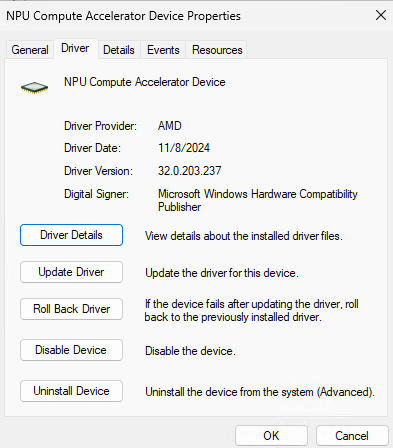 NPU Compute Accelerator Device Properties
General Driver Details Events Resources
NPU Compute Accelerator Device
Driver Provider: AMD
Driver Date: 11/8/2024
Driver Version: 32.0.203.237
Digital Signer: Microsoft Windows Hardware Compatibility
Publisher
Driver Details View details about the installed driver files.
Update Driver Update the driver for this device.
Roll Back Driver If the device fails after updating the driver, roll
back to the previously installed driver.
Disable Device Disable the device.
Uninstall Device Uninstall the device from the system (Advanced).
OK Cancel